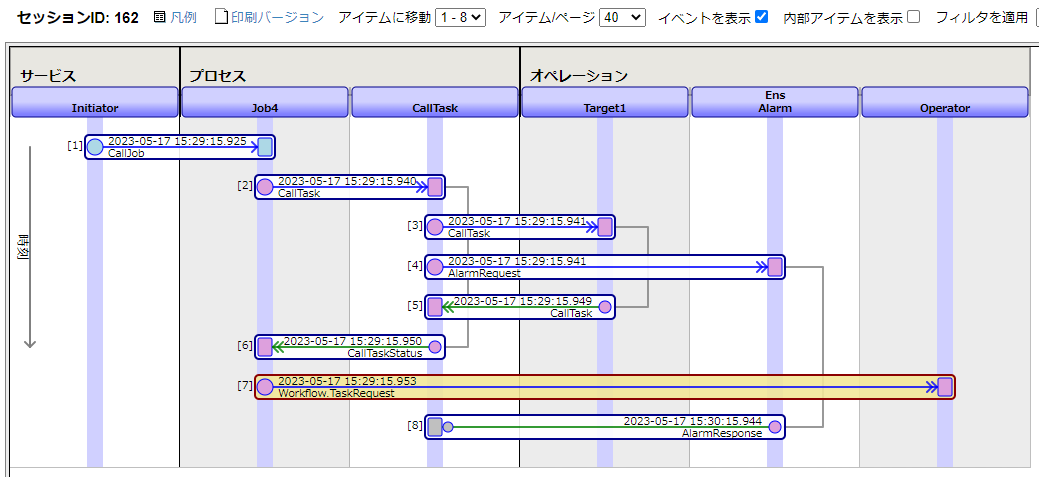 セッションID: 162 凡例 印刷バージョン アイテムに移動 1 - 8 アイテム/ページ 40 イベントを表示 内部アイテムを表示 フィルタを適用
サービス プロセス オペレーション
Initiator Job4 CallTask Target1 Ens Alarm Operator
時刻
[1] 2023-05-17 15:29:15.925
CallJob
[2] 2023-05-17 15:29:15.940
CallTask
[3] 2023-05-17 15:29:15.941
CallTask
[4] 2023-05-17 15:29:15.941
AlarmRequest
[5] 2023-05-17 15:29:15.949
CallTask
[6] 2023-05-17 15:29:15.950
CallTaskStatus
[7] 2023-05-17 15:29:15.953
Workflow.TaskRequest
[8] 2023-05-17 15:30:15.944
AlarmResponse